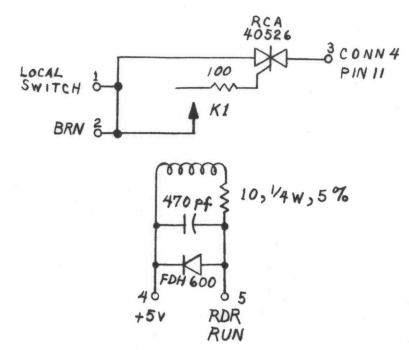 RCA
40526
3 CONN 4
PIN 11
100
LOCAL
SWITCH 1
K1
BRN 2
470 pf
10, 1/4 W, 5 %
FDH 600
4 5
+5v RDR
RUN